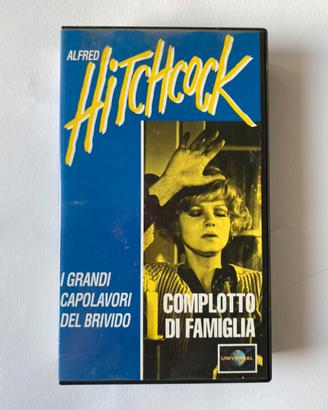 ALFRED
HiTCHCOCK
I GRANDI
CAPOLAVORI
DEL BRIVIDO
COMPLOTTO
DI FAMIGLIA
UNIVERSAL